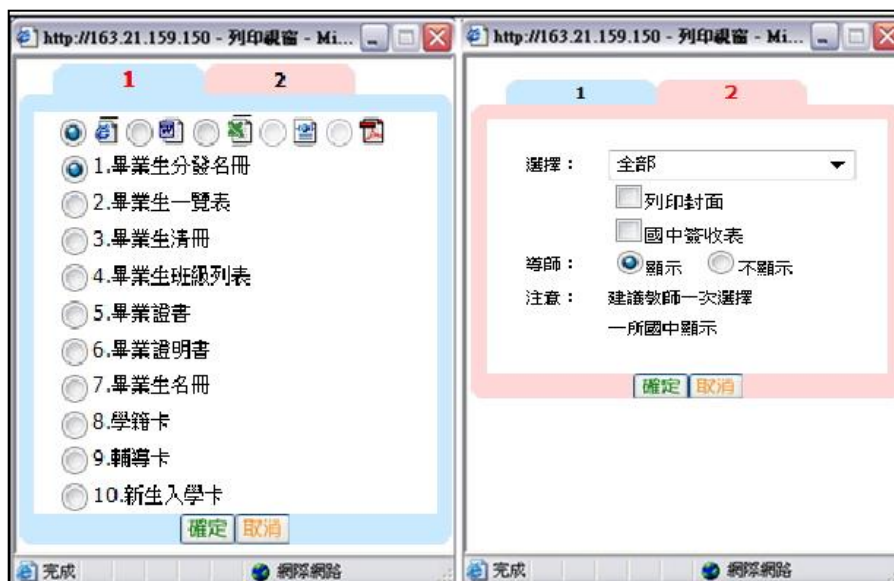 http://163.21.159.150 - 列印視窗 - Mi...
1 2
1.畢業生分發名冊
2.畢業生一覽表
3.畢業生清冊
4.畢業生班級列表
5.畢業證書
6.畢業證明書
7.畢業生名冊
8.學籍卡
9.輔導卡
10.新生入學卡
確定 取消
完成 網際網路
http://163.21.159.150 - 列印視窗 - Mi...
1 2
選擇： 全部
列印封面
國中簽收表
導師： 顯示 不顯示
注意： 建議教師一次選擇
一所國中顯示
確定 取消
完成 網際網路